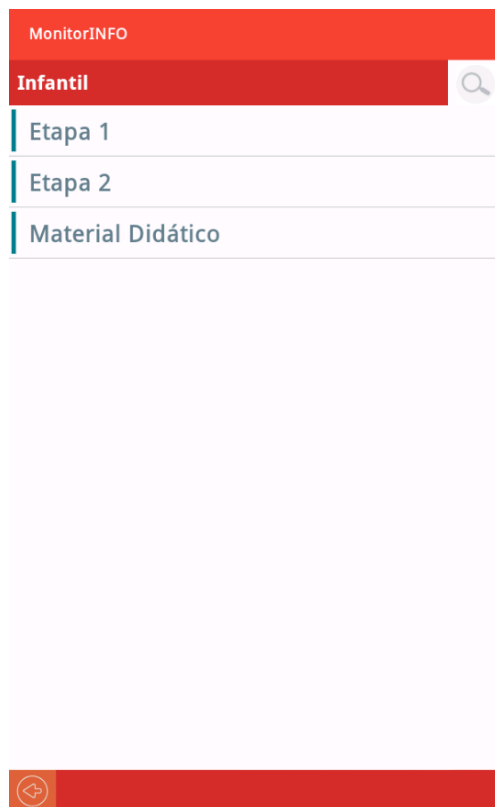 MonitorINFO
Infantil
Etapa 1
Etapa 2
Material Didático